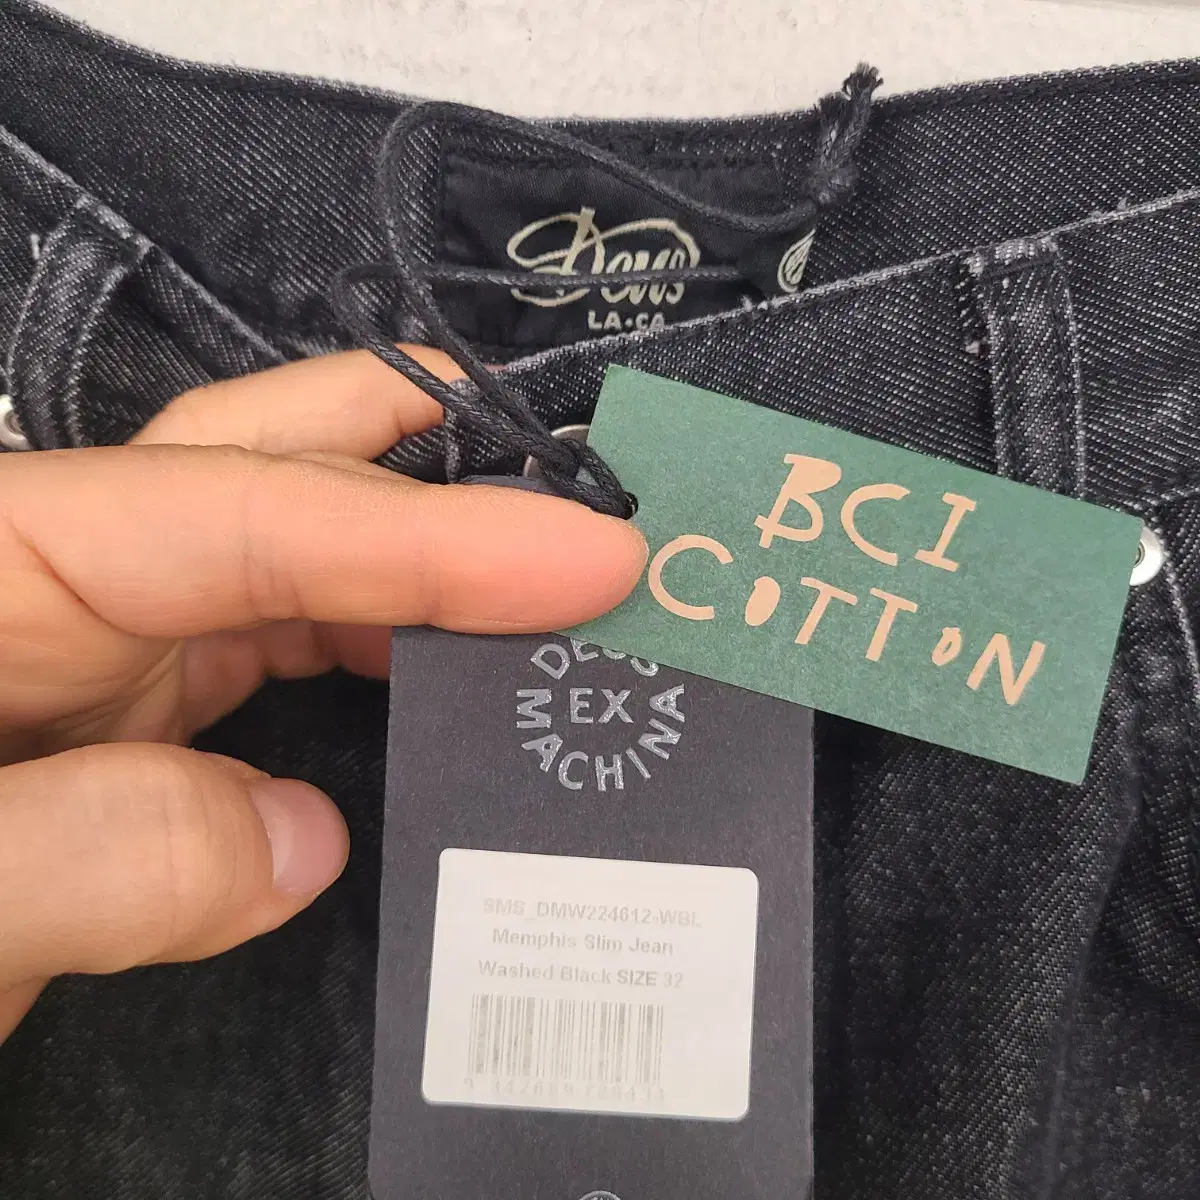 Deus
LA·CA
BCI
COTTON
DEUS
EX
MACHINA
SMS_DMW224612-WBL
Memphis Slim Jean
Washed Black SIZE 32